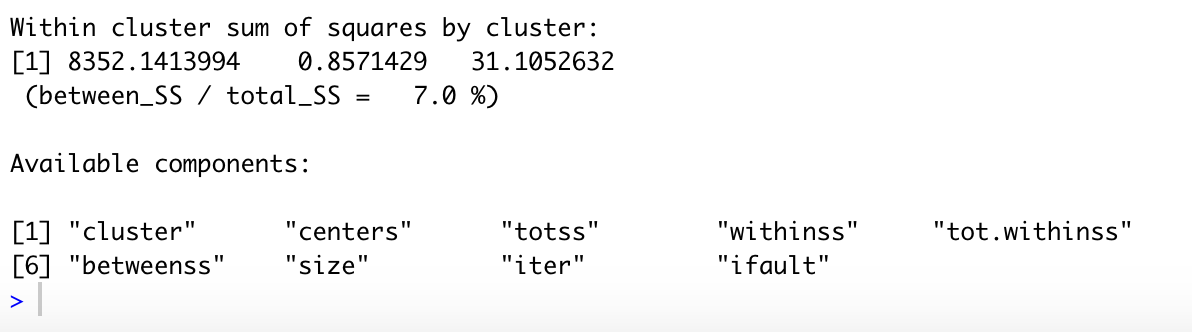 Within cluster sum of squares by cluster:
[1] 8352.1413994    0.8571429   31.1052632
 (between_SS / total_SS =   7.0 %)
Available components:
[1] "cluster"      "centers"      "totss"        "withinss"     "tot.withinss"
[6] "betweenss"    "size"         "iter"         "ifault"
>